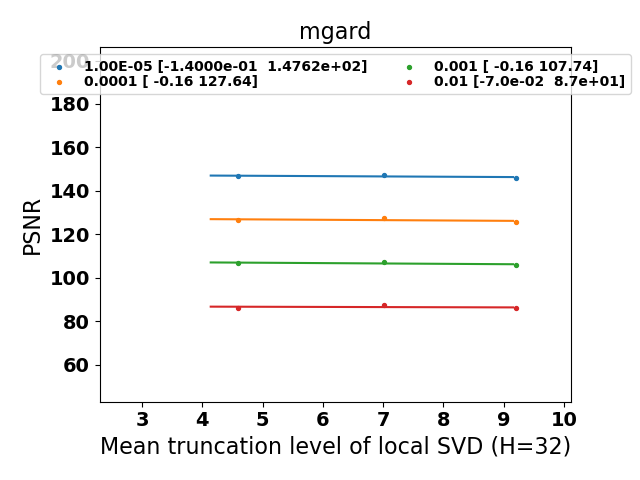 mgard
200
1.00E-05 [-1.4000e-01  1.4762e+02]
0.0001 [ -0.16 127.64]
0.001 [ -0.16 107.74]
0.01 [-7.0e-02  8.7e+01]
180
160
140
120
100
80
60
PSNR
3 4 5 6 7 8 9 10
Mean truncation level of local SVD (H=32)